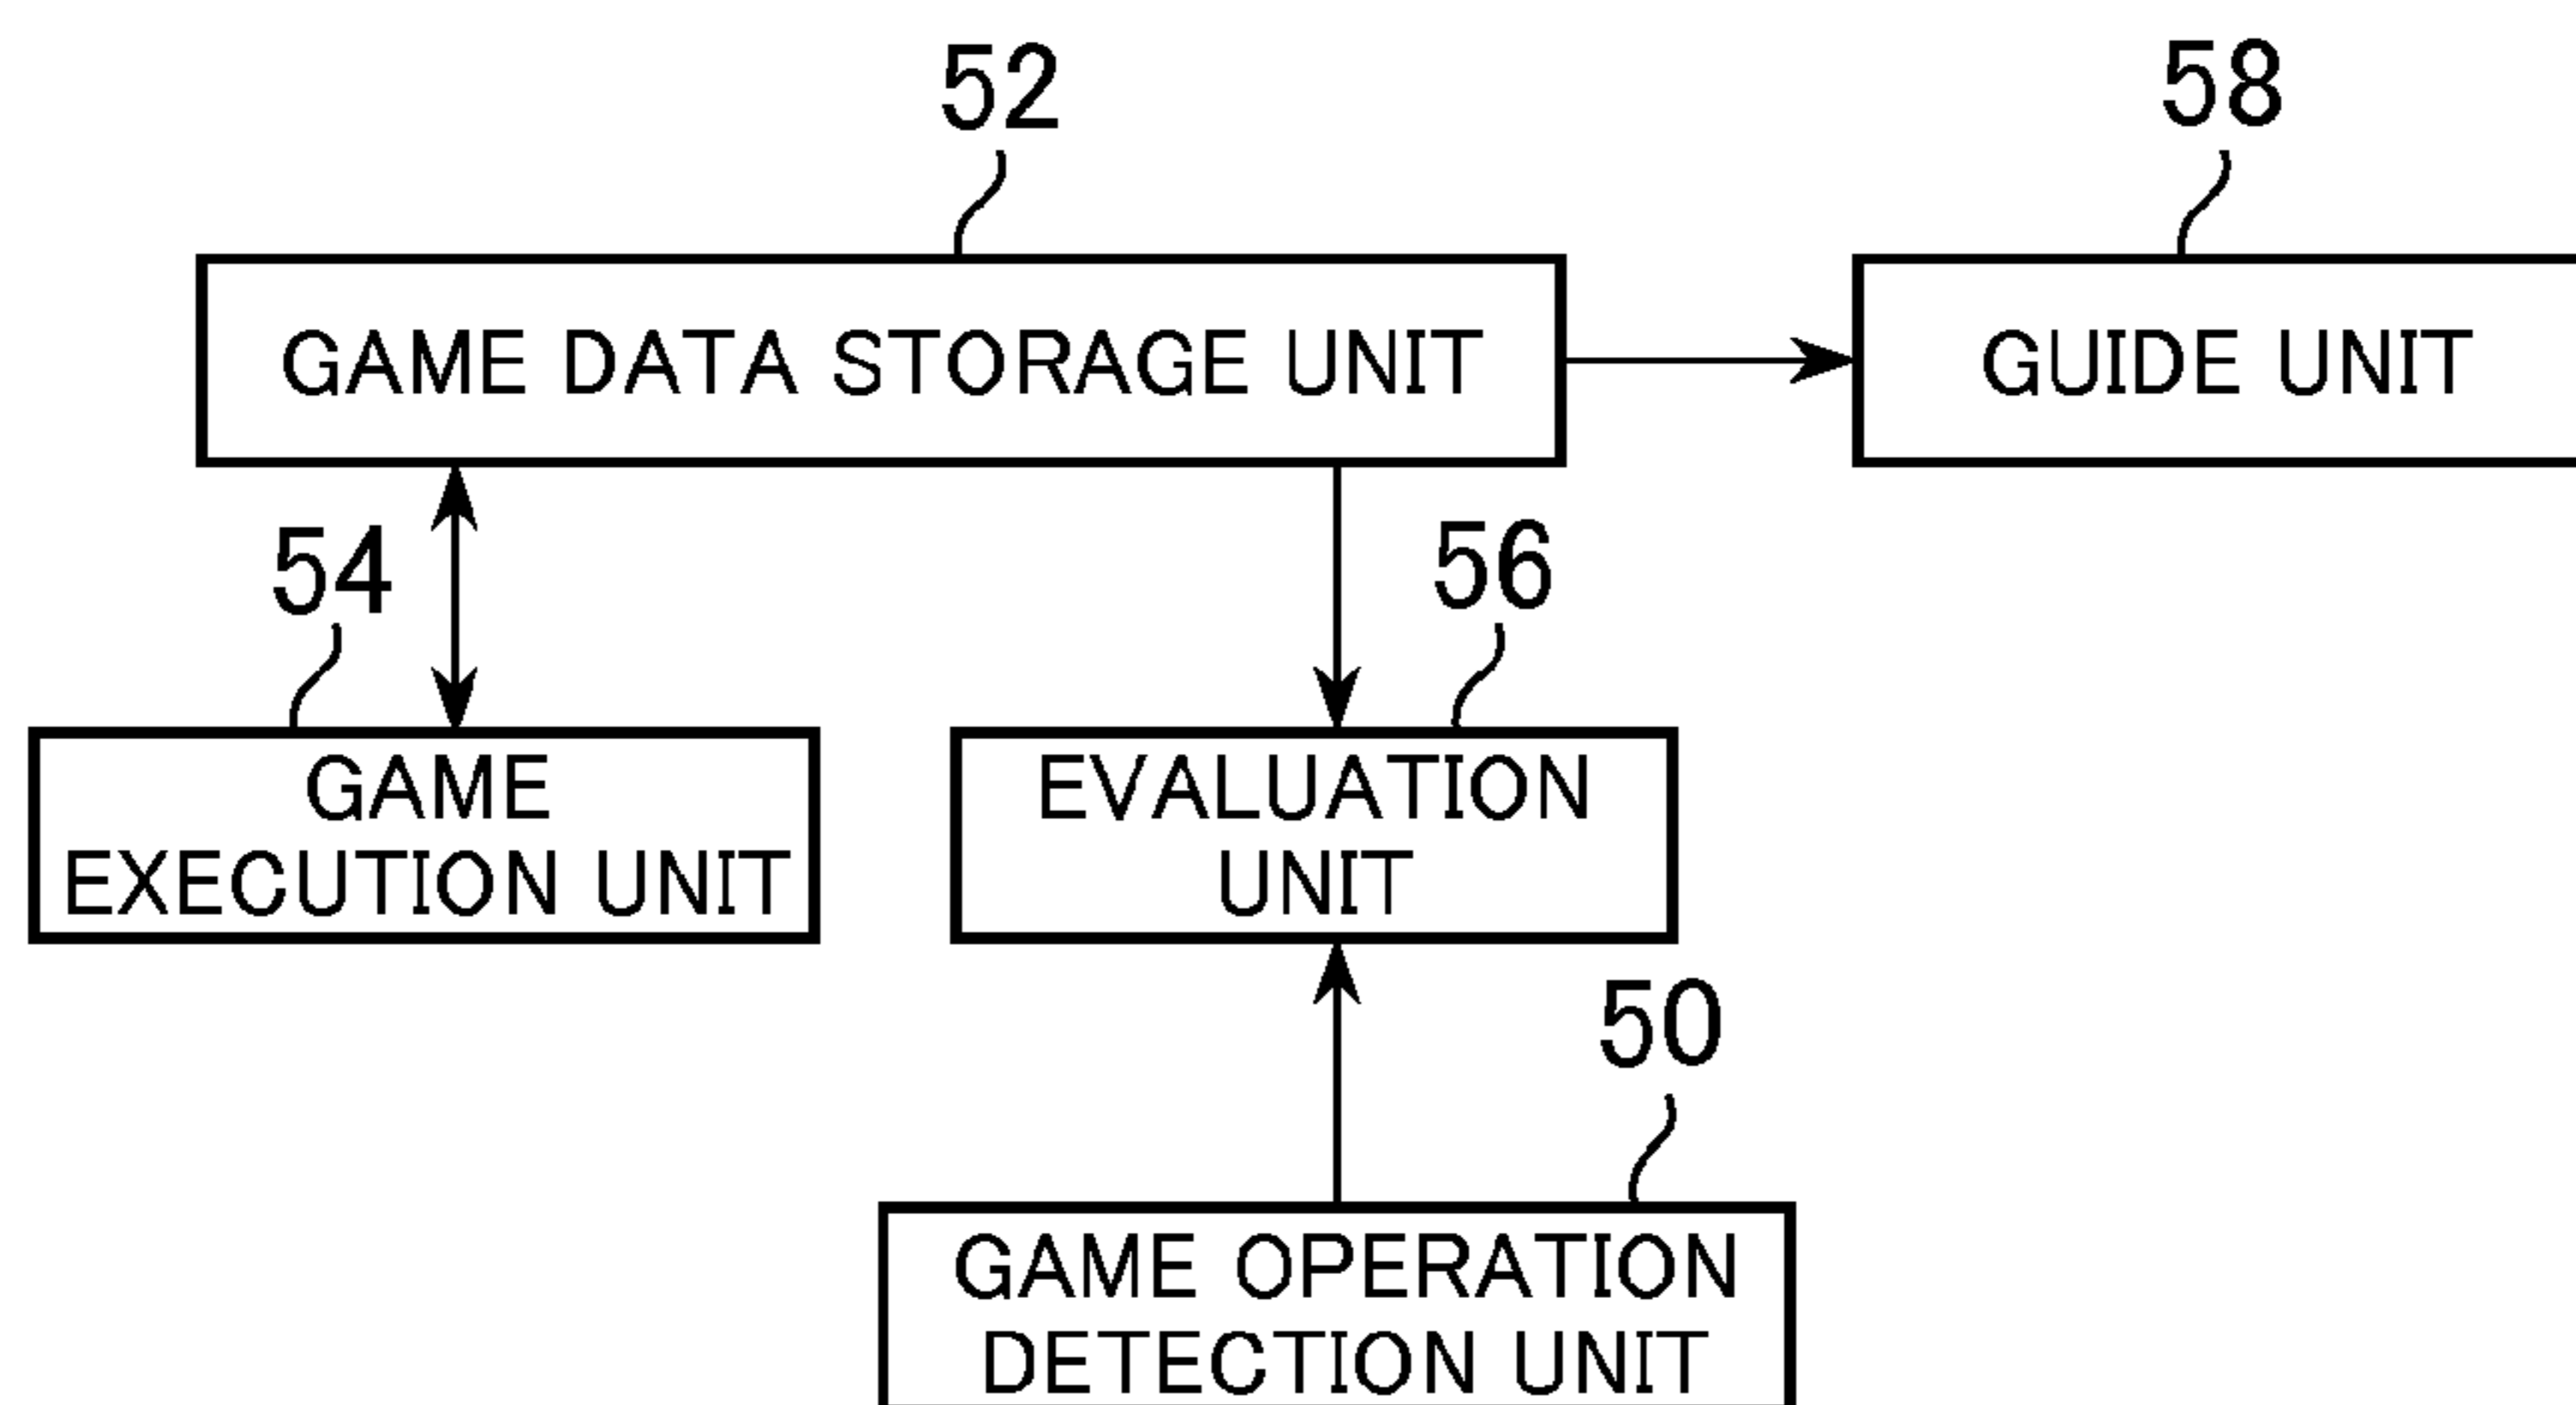 52
58
GAME DATA STORAGE UNIT
GUIDE UNIT
54
56
GAME
EXECUTION UNIT
EVALUATION
UNIT
50
GAME OPERATION
DETECTION UNIT